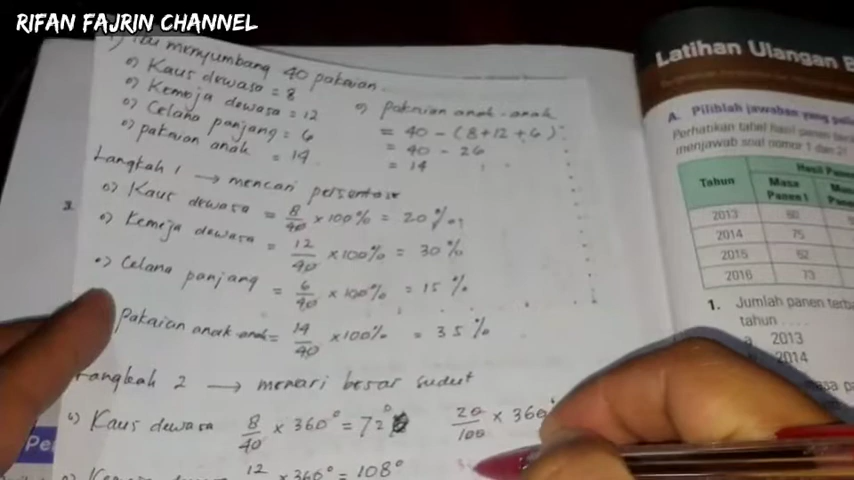 RIFAN FAJRIN CHANNEL
Ibu menyumbang 40 pakaian.
Kaus dewasa = 8
Kemeja dewasa = 12
Celana panjang = 6
pakaian anak = 14
pakaian anak-anak
= 40 - (8+12+6)
= 40 - 26
= 14
Langkah 1 → mencari persentase
3.
Kaus dewasa = 8/40 x 100% = 20%
Kemeja dewasa = 12/40 x 100% = 30%
Celana panjang = 6/40 x 100% = 15%
Pakaian anak-anak = 14/40 x 100% = 35%
Langkah 2 → mencari besar sudut
Kaus dewasa 8/40 x 360° = 72°
20/100 x 360°
12 x 360° = 108°
Latihan Ulangan
A. Pilihlah jawaban yang
Perhatikan tabel hasil panen
menjawab soal nomor 1 dan
Tahun
Hasil
Masa Panen I
2013 80
2014 75
2015 62
2016 73
1. Jumlah panen
tahun ....
a. 2013
b. 2014